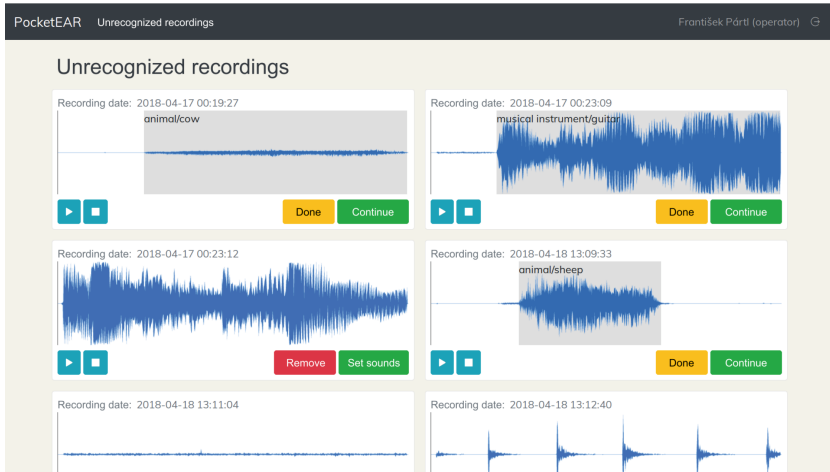 PocketEAR Unrecognized recordings František Pártl (operator)
Unrecognized recordings
Recording date: 2018-04-17 00:19:27
animal/cow
Done Continue
Recording date: 2018-04-17 00:23:09
musical instrument/guitar
Done Continue
Recording date: 2018-04-17 00:23:12
Remove Set sounds
Recording date: 2018-04-18 13:09:33
animal/sheep
Done Continue
Recording date: 2018-04-18 13:11:04
Recording date: 2018-04-18 13:12:40